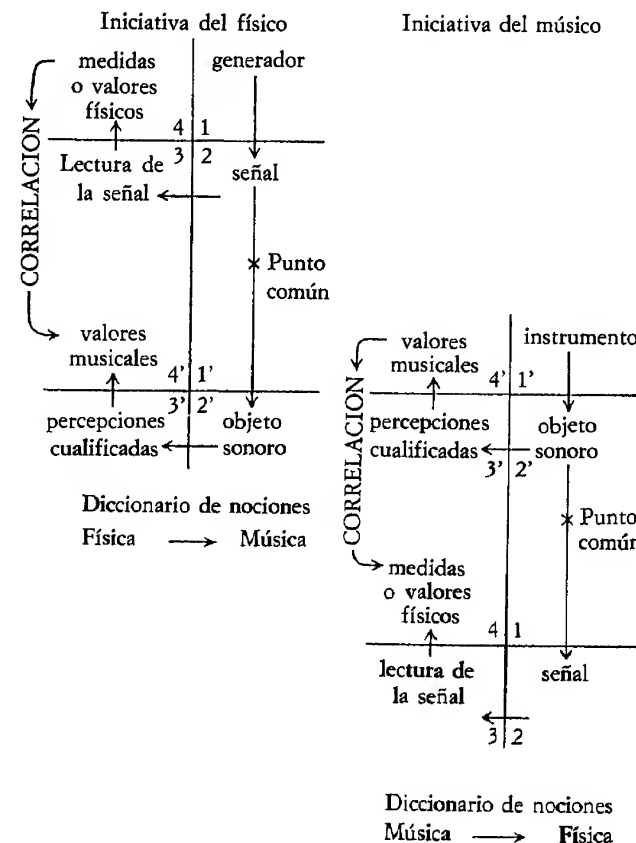 Iniciativa del físico
medidas
o valores
físicos
generador
4 1
3 2
Lectura de
la señal
señal
CORRELACION
Punto
común
valores
musicales
4' 1'
3' 2'
percepciones
cualificadas
objeto
sonoro
Diccionario de nociones
Física → Música
Iniciativa del músico
valores
musicales
instrumento
4' 1'
percepciones
cualificadas
objeto
sonoro
3' 2'
CORRELACION
Punto
común
medidas
o valores
físicos
4 1
lectura de
la señal
señal
3 2
Diccionario de nociones
Música → Física